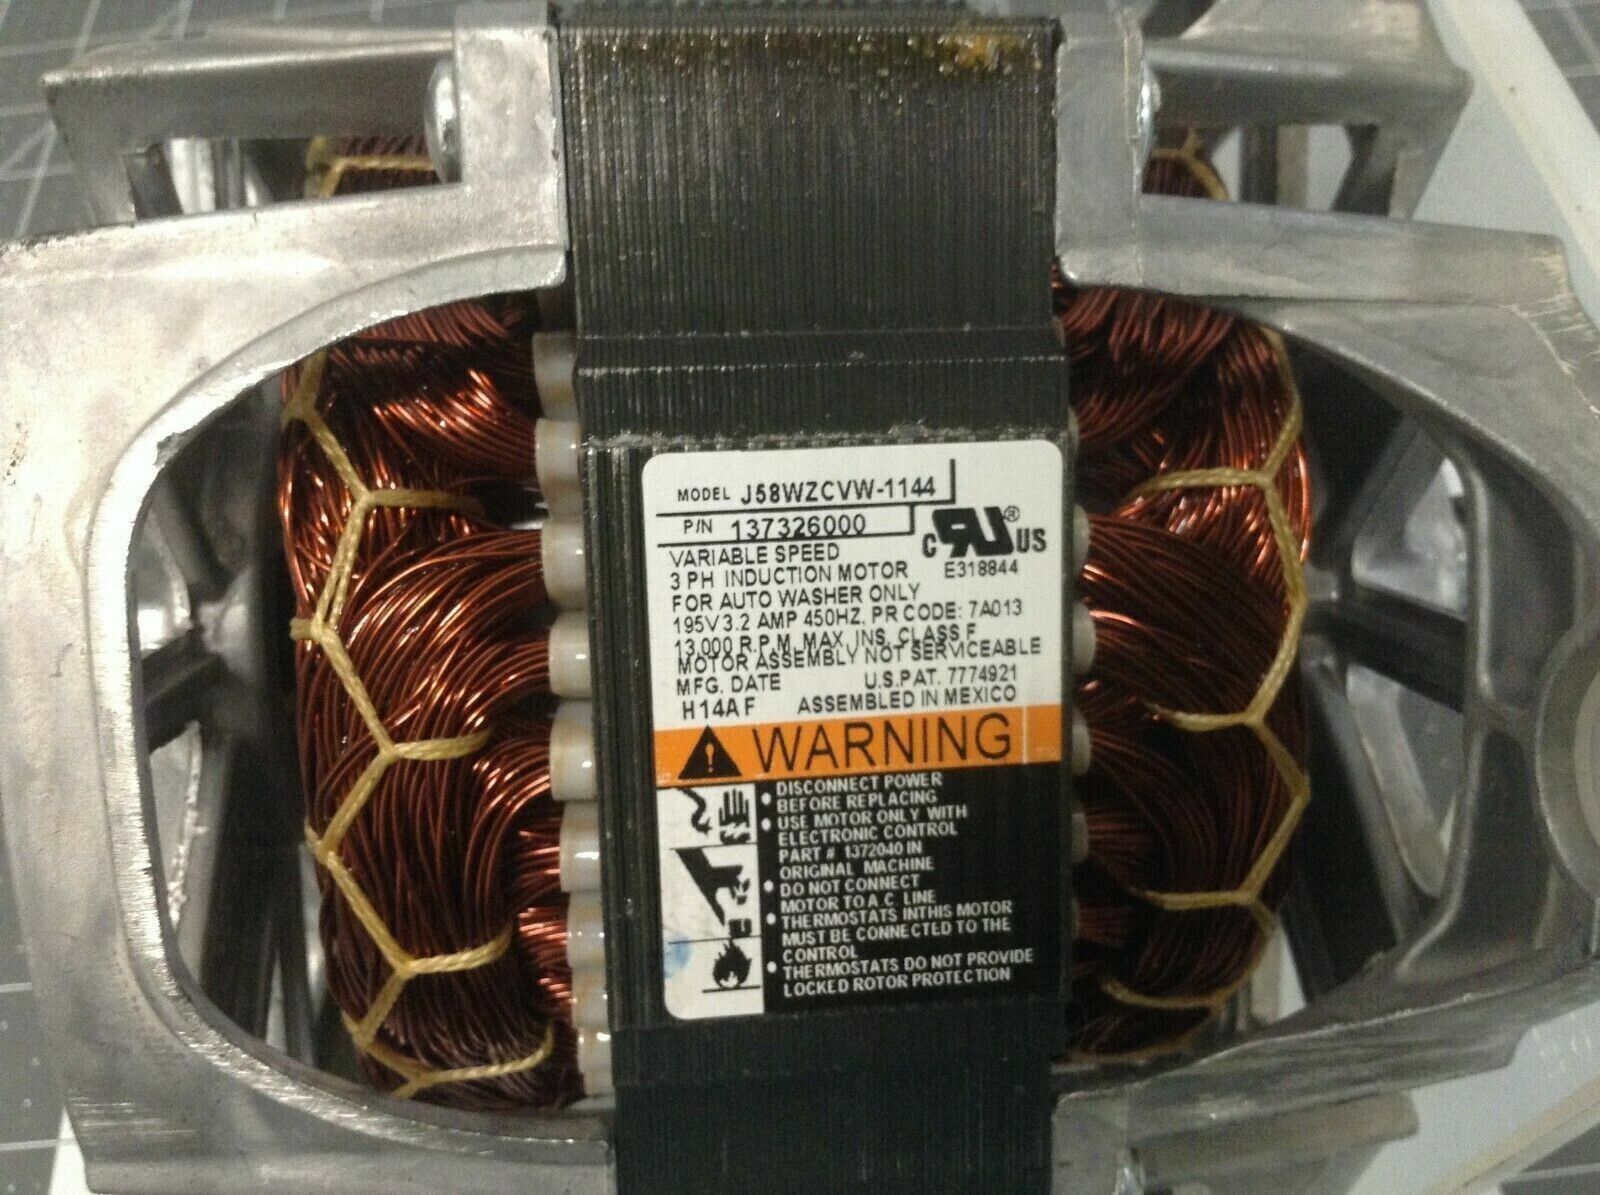 MODEL J58WZCVW-1144
P/N 137326000
VARIABLE SPEED
3 PH INDUCTION MOTOR
FOR AUTO WASHER ONLY
195V 3.2 AMP 450HZ. PR CODE: 7A013
13,000 R.P.M. MAX. INS. CLASS F
MOTOR ASSEMBLY NOT SERVICEABLE
MFG. DATE U.S.PAT. 7774921
H14AF ASSEMBLED IN MEXICO
C RU ® US
E318844
WARNING
• DISCONNECT POWER
BEFORE REPLACING
• USE MOTOR ONLY WITH
ELECTRONIC CONTROL
PART # 1372040 IN
ORIGINAL MACHINE
• DO NOT CONNECT
MOTOR TO A.C LINE
• THERMOSTATS IN THIS MOTOR
MUST BE CONNECTED TO THE
CONTROL
• THERMOSTATS DO NOT PROVIDE
LOCKED ROTOR PROTECTION